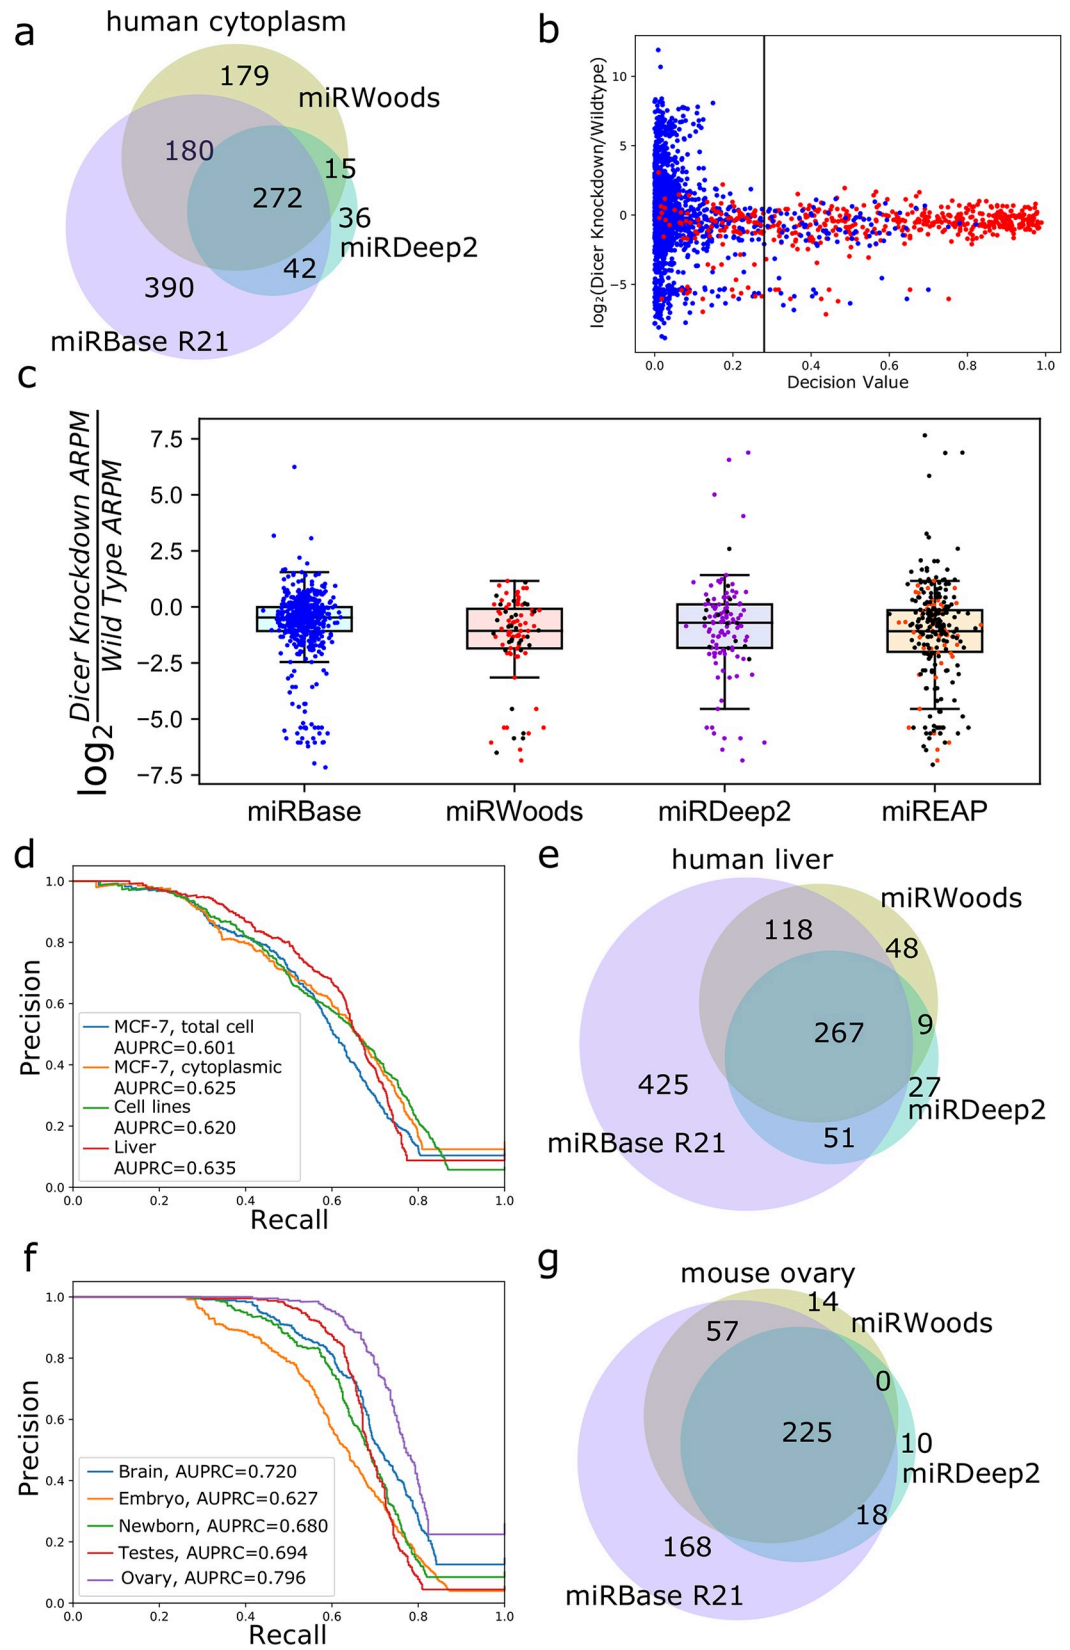 a
human cytoplasm
179
miRWoods
180
15
272
36
miRDeep2
42
390
miRBase R21
b
log2(Dicer Knockdown/Wildtype)
10
5
0
−5
0.0 0.2 0.4 0.6 0.8 1.0
Decision Value
c
log2 Dicer Knockdown ARPM
Wild Type ARPM
7.5
5.0
2.5
0.0
−2.5
−5.0
−7.5
miRBase miRWoods miRDeep2 miREAP
d
Precision
1.0
0.8
0.6
0.4
0.2
0.0
MCF-7, total cell
AUPRC=0.601
MCF-7, cytoplasmic
AUPRC=0.625
Cell lines
AUPRC=0.620
Liver
AUPRC=0.635
0.0 0.2 0.4 0.6 0.8 1.0
Recall
e
human liver
miRWoods
118
48
9
267
425
27
miRDeep2
miRBase R21
51
f
Precision
1.0
0.8
0.6
0.4
0.2
0.0
Brain, AUPRC=0.720
Embryo, AUPRC=0.627
Newborn, AUPRC=0.680
Testes, AUPRC=0.694
Ovary, AUPRC=0.796
0.0 0.2 0.4 0.6 0.8 1.0
Recall
g
mouse ovary
14
miRWoods
57
0
225
10
miRDeep2
18
168
miRBase R21